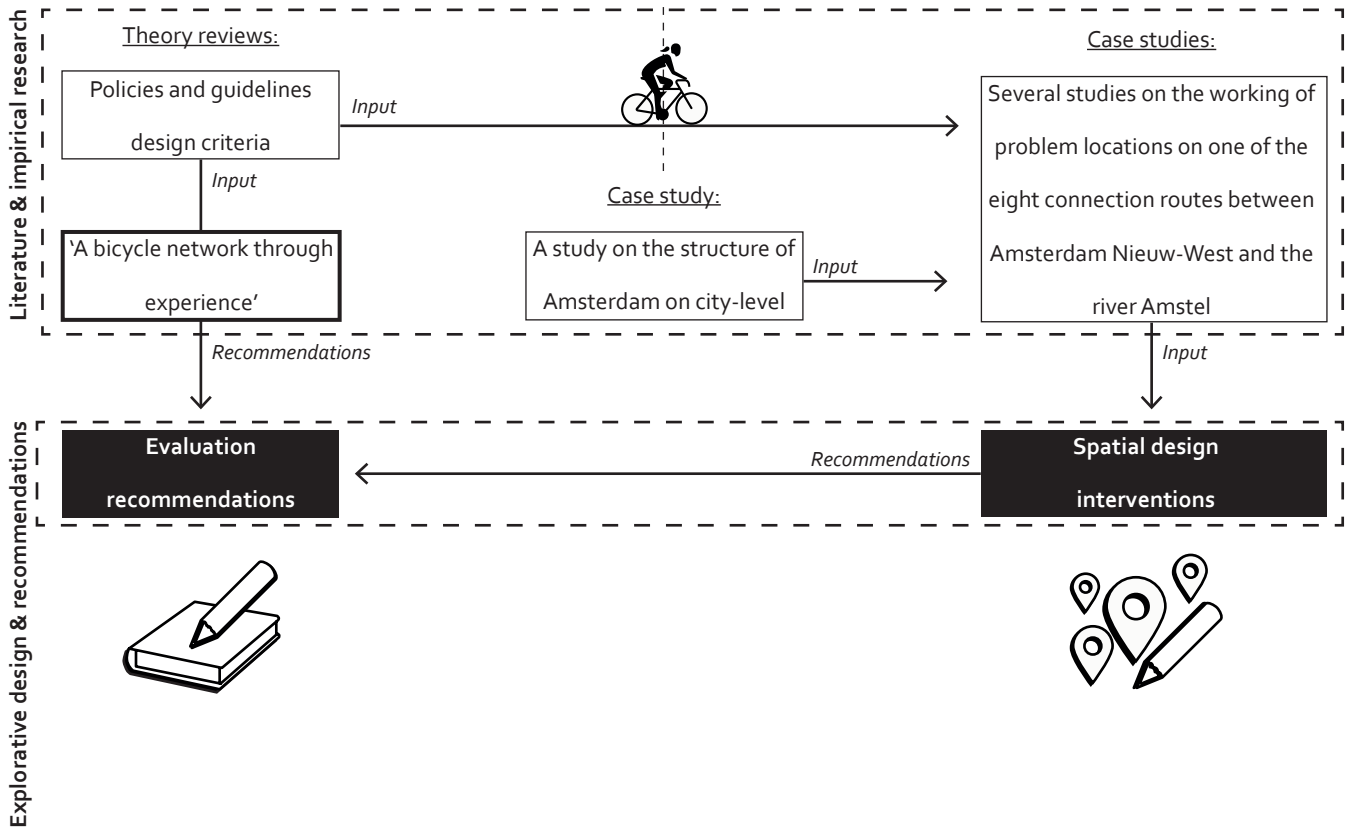 Literature & impirical research
Theory reviews:
Policies and guidelines
design criteria
Input
Input
'A bicycle network through
experience'
Recommendations
Case study:
A study on the structure of
Amsterdam on city-level
Input
Case studies:
Several studies on the working of
problem locations on one of the
eight connection routes between
Amsterdam Nieuw-West and the
river Amstel
Input
Explorative design & recommendations
Evaluation
recommendations
Recommendations
Spatial design
interventions